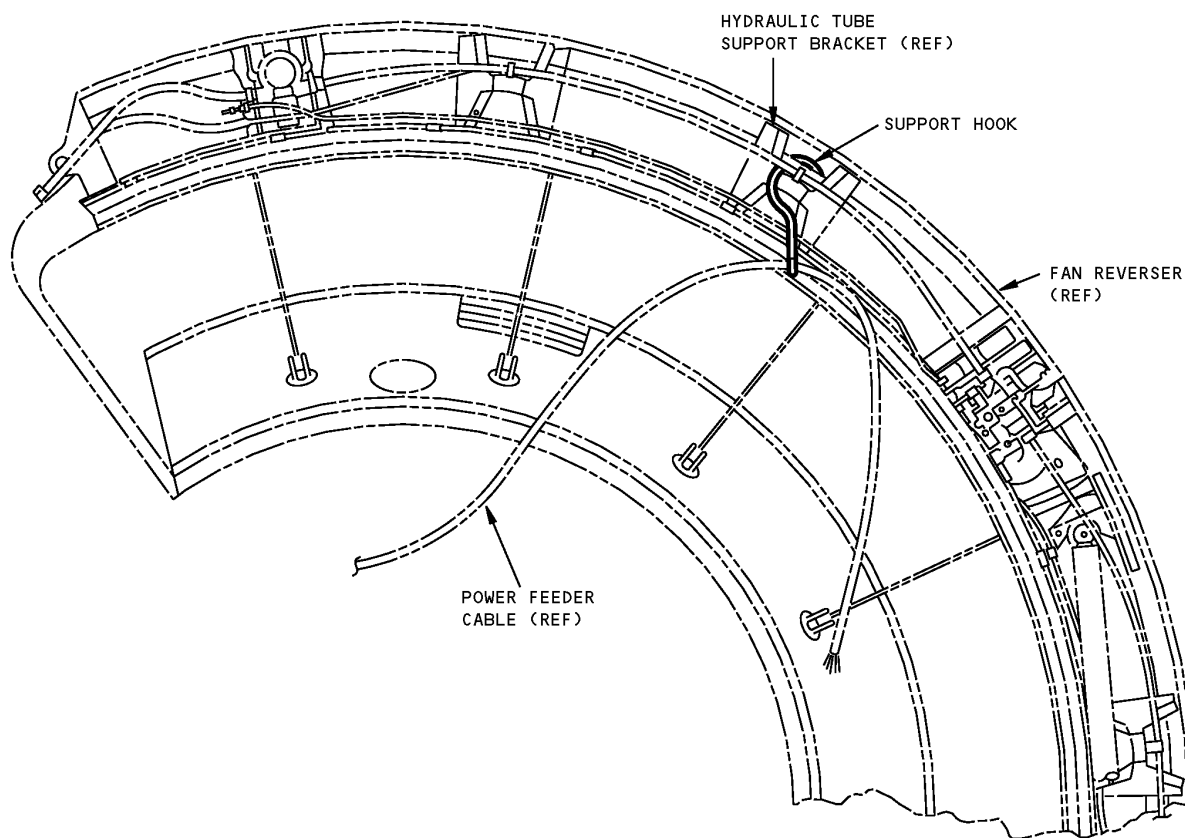 HYDRAULIC TUBE
SUPPORT BRACKET (REF)
SUPPORT HOOK
FAN REVERSER
(REF)
POWER FEEDER
CABLE (REF)